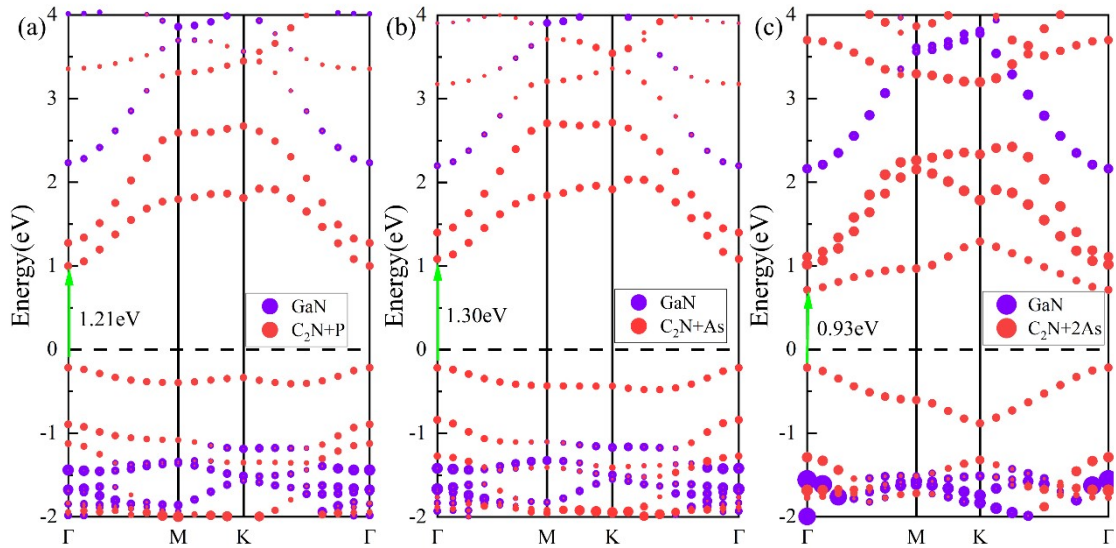 (a)
Energy(eV)
4
3
2
1
0
-1
-2
1.21eV
GaN
C₂N+P
Γ M K Γ
(b)
Energy(eV)
4
3
2
1
0
-1
-2
1.30eV
GaN
C₂N+As
Γ M K Γ
(c)
Energy(eV)
4
3
2
1
0
-1
-2
0.93eV
GaN
C₂N+2As
Γ M K Γ